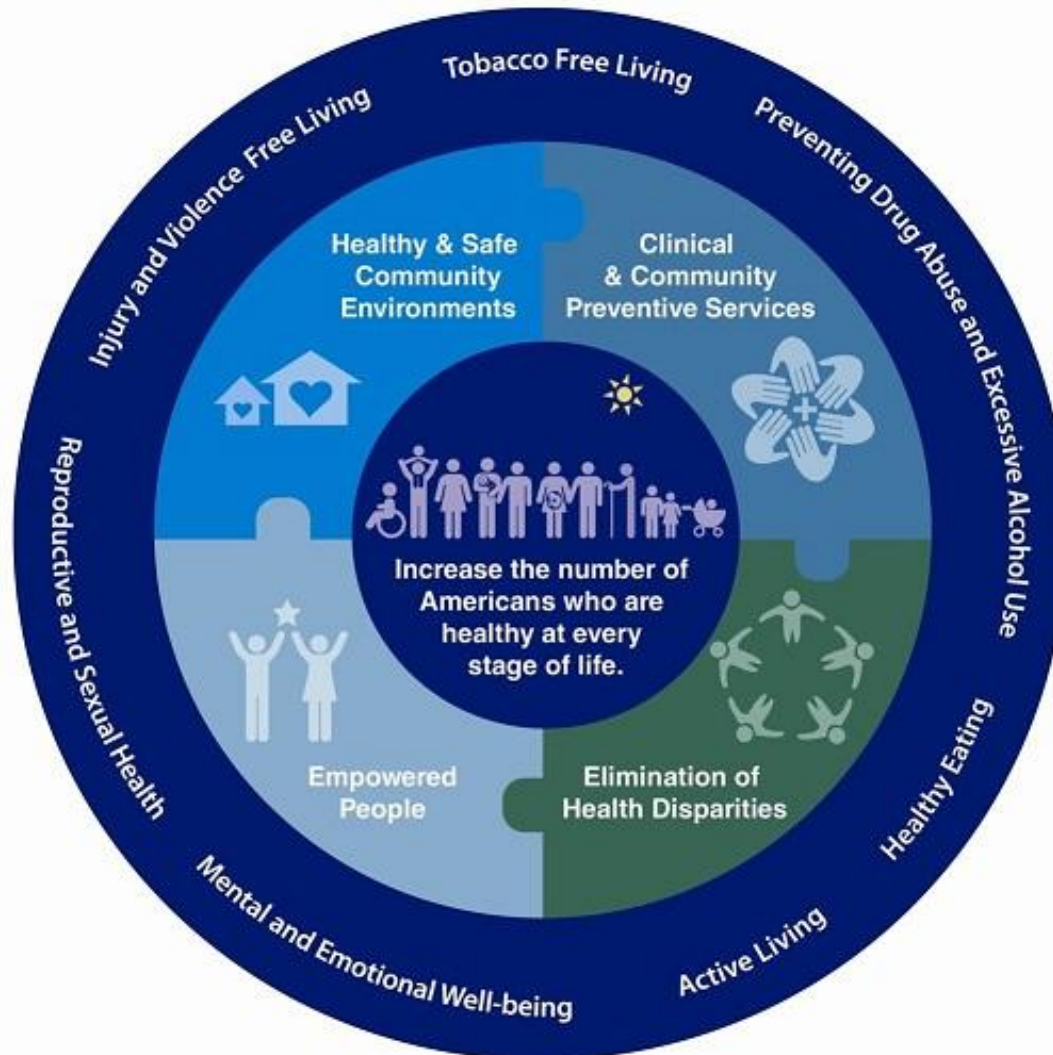 Tobacco Free Living
Preventing Drug Abuse and Excessive Alcohol Use
Healthy Eating
Active Living
Mental and Emotional Well-being
Reproductive and Sexual Health
Injury and Violence Free Living
Healthy & Safe
Community
Environments
Clinical
& Community
Preventive Services
Increase the number of
Americans who are
healthy at every
stage of life.
Empowered
People
Elimination of
Health Disparities